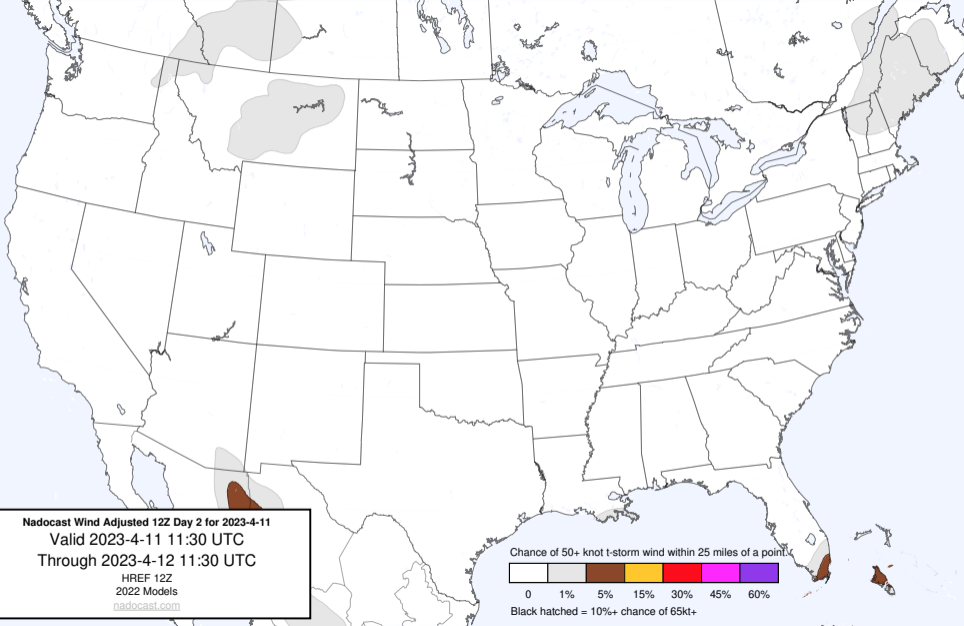 Nadocast Wind Adjusted 12Z Day 2 for 2023-4-11
Valid 2023-4-11 11:30 UTC
Through 2023-4-12 11:30 UTC
HREF 12Z
2022 Models
nadocast.com
Chance of 50+ knot t-storm wind within 25 miles of a point.
0 1% 5% 15% 30% 45% 60%
Black hatched = 10%+ chance of 65kt+